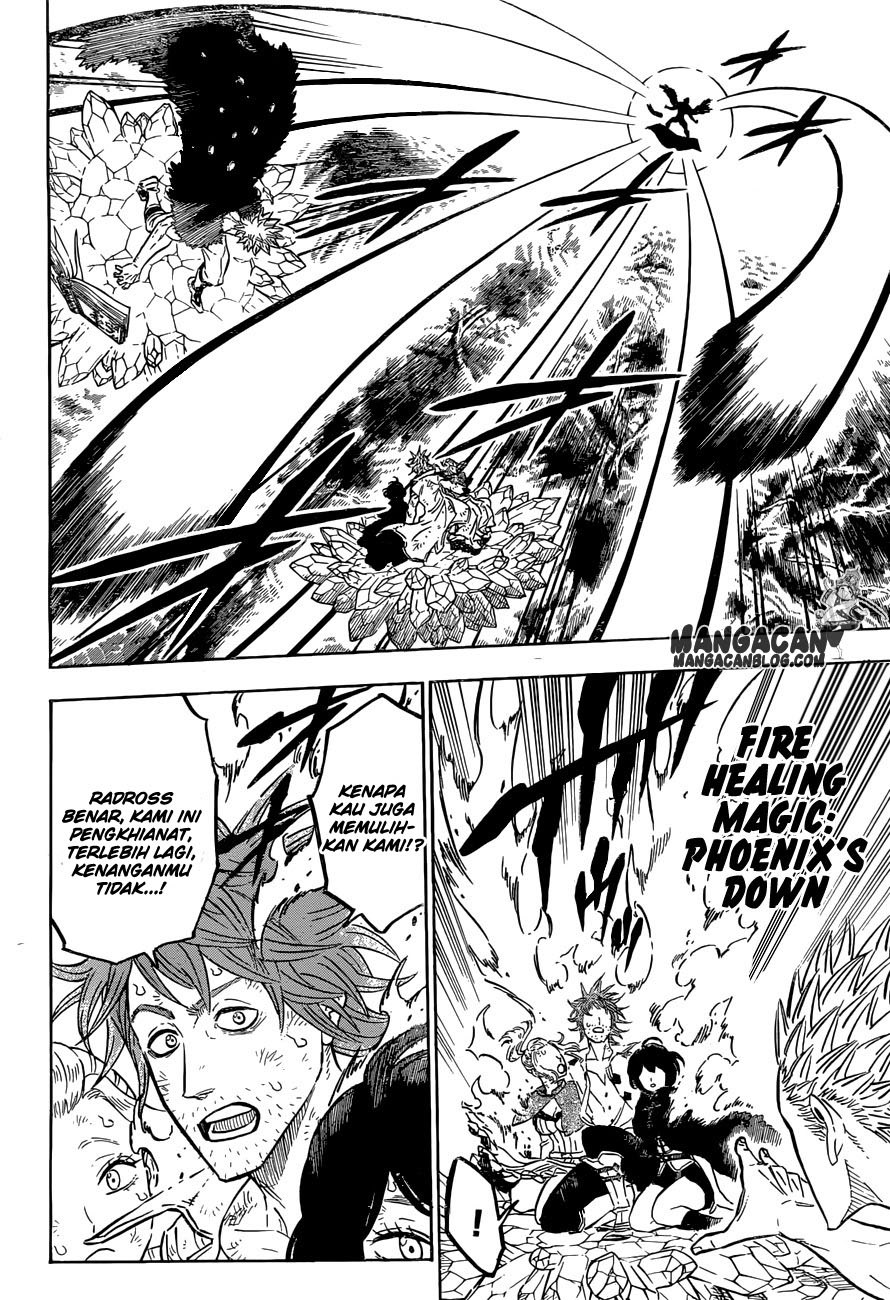 MANGACAN
MANGACANBLOG.COM
FIRE
HEALING
MAGIC:
PHOENIX'S
DOWN
!
KENAPA
KAU JUGA
MEMULIH-
KAN KAMI!?
RADROSS
BENAR, KAMI INI
PENGKHIANAT,
TERLEBIH LAGI,
KENANGANMU
TIDAK...!